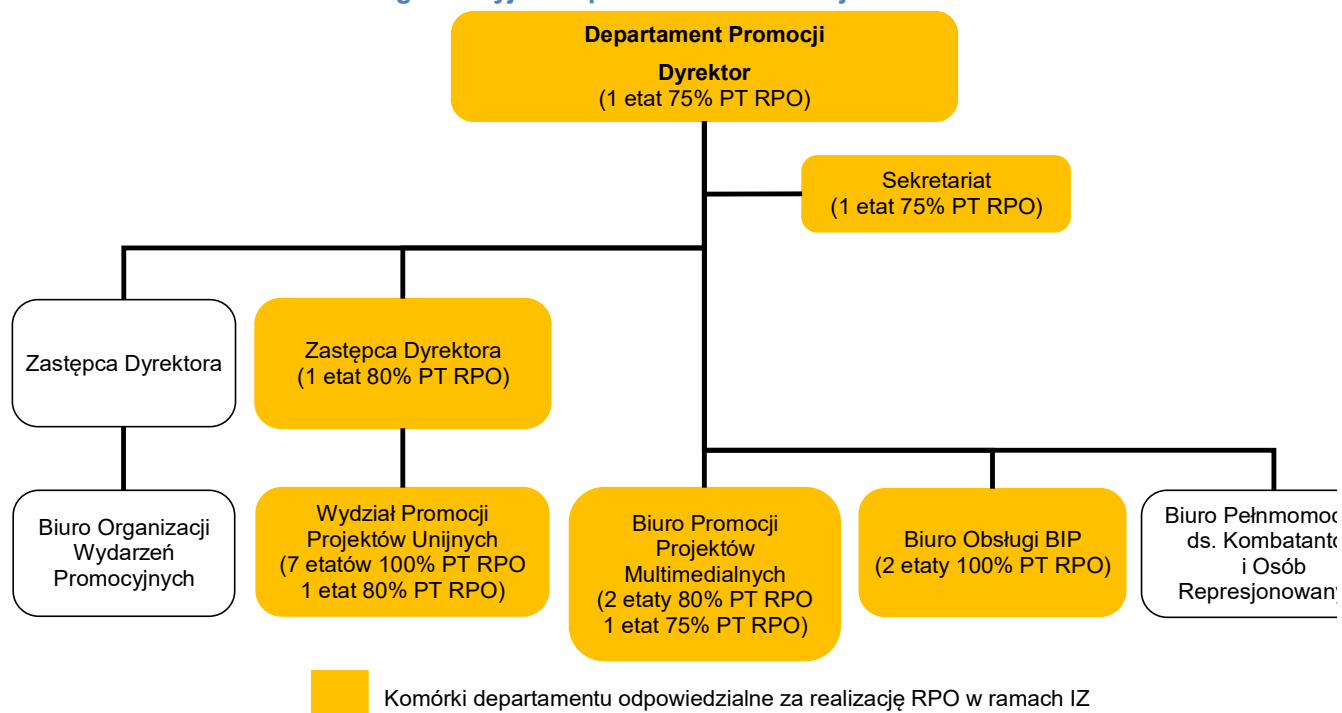 Departament Promocji
Dyrektor
(1 etat 75% PT RPO)
Sekretariat
(1 etat 75% PT RPO)
Zastępca Dyrektora
Zastępca Dyrektora
(1 etat 80% PT RPO)
Biuro Organizacji
Wydarzeń
Promocyjnych
Wydział Promocji
Projektów Unijnych
(7 etatów 100% PT RPO
1 etat 80% PT RPO)
Biuro Promocji
Projektów
Multimedialnych
(2 etaty 80% PT RPO
1 etat 75% PT RPO)
Biuro Obsługi BIP
(2 etaty 100% PT RPO)
Biuro
ds.
i Osób
Komórki departamentu odpowiedzialne za realizację RPO w ramach IZ